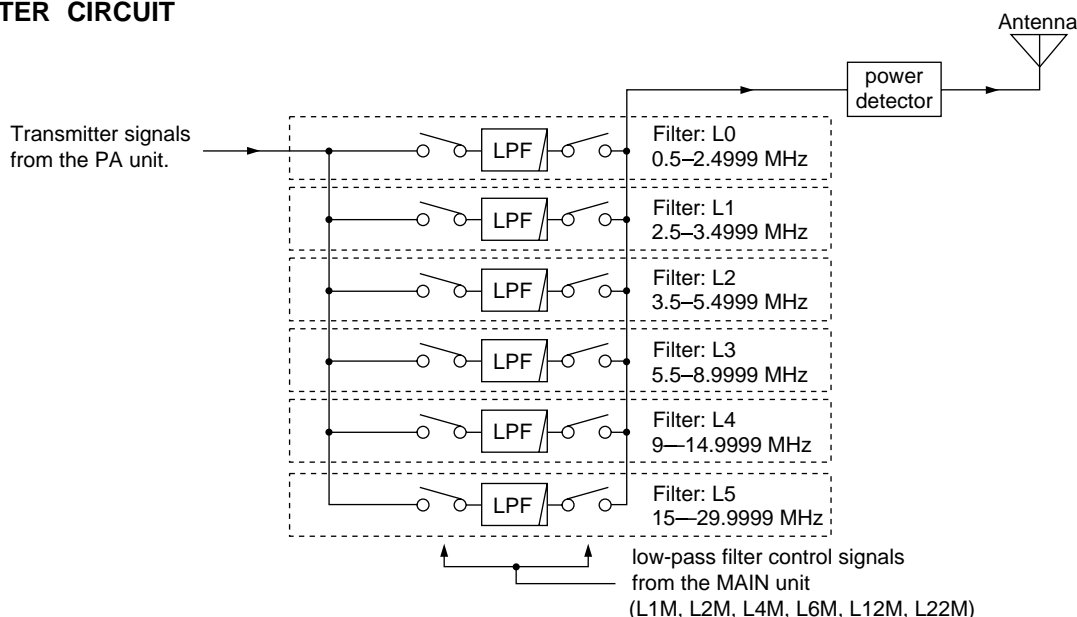 TER CIRCUIT
Antenna
power
detector
Transmitter signals
from the PA unit.
LPF
Filter: L0
0.5–2.4999 MHz
LPF
Filter: L1
2.5–3.4999 MHz
LPF
Filter: L2
3.5–5.4999 MHz
LPF
Filter: L3
5.5–8.9999 MHz
LPF
Filter: L4
9–-14.9999 MHz
LPF
Filter: L5
15–-29.9999 MHz
low-pass filter control signals
from the MAIN unit
(L1M, L2M, L4M, L6M, L12M, L22M)